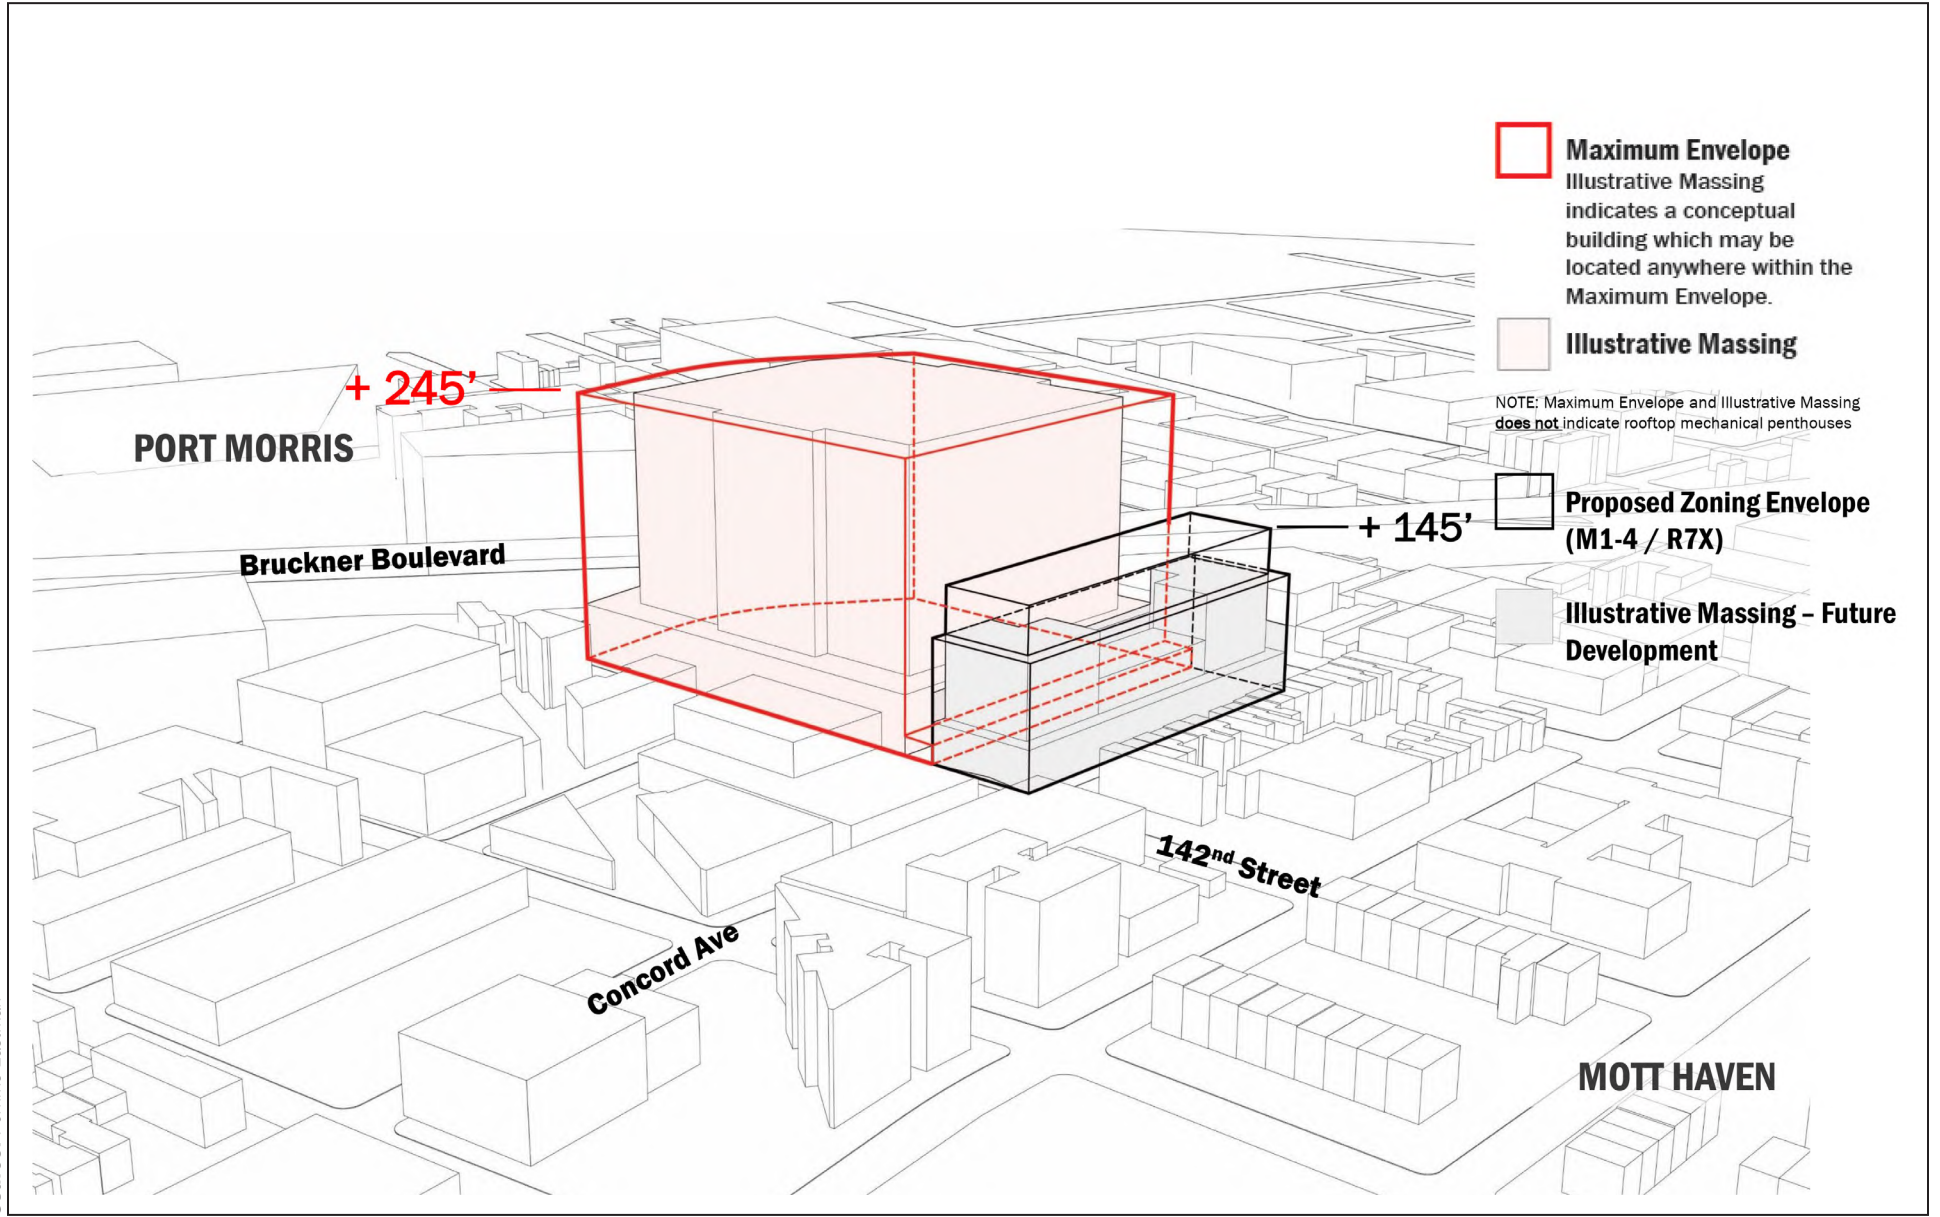 Maximum Envelope
Illustrative Massing
indicates a conceptual
building which may be
located anywhere within the
Maximum Envelope.
Illustrative Massing
+ 245’
NOTE: Maximum Envelope and Illustrative Massing
does not indicate rooftop mechanical penthouses
PORT MORRIS
Proposed Zoning Envelope
(M1-4 / R7X)
+ 145’
Bruckner Boulevard
Illustrative Massing – Future
Development
142nd Street
Concord Ave
MOTT HAVEN